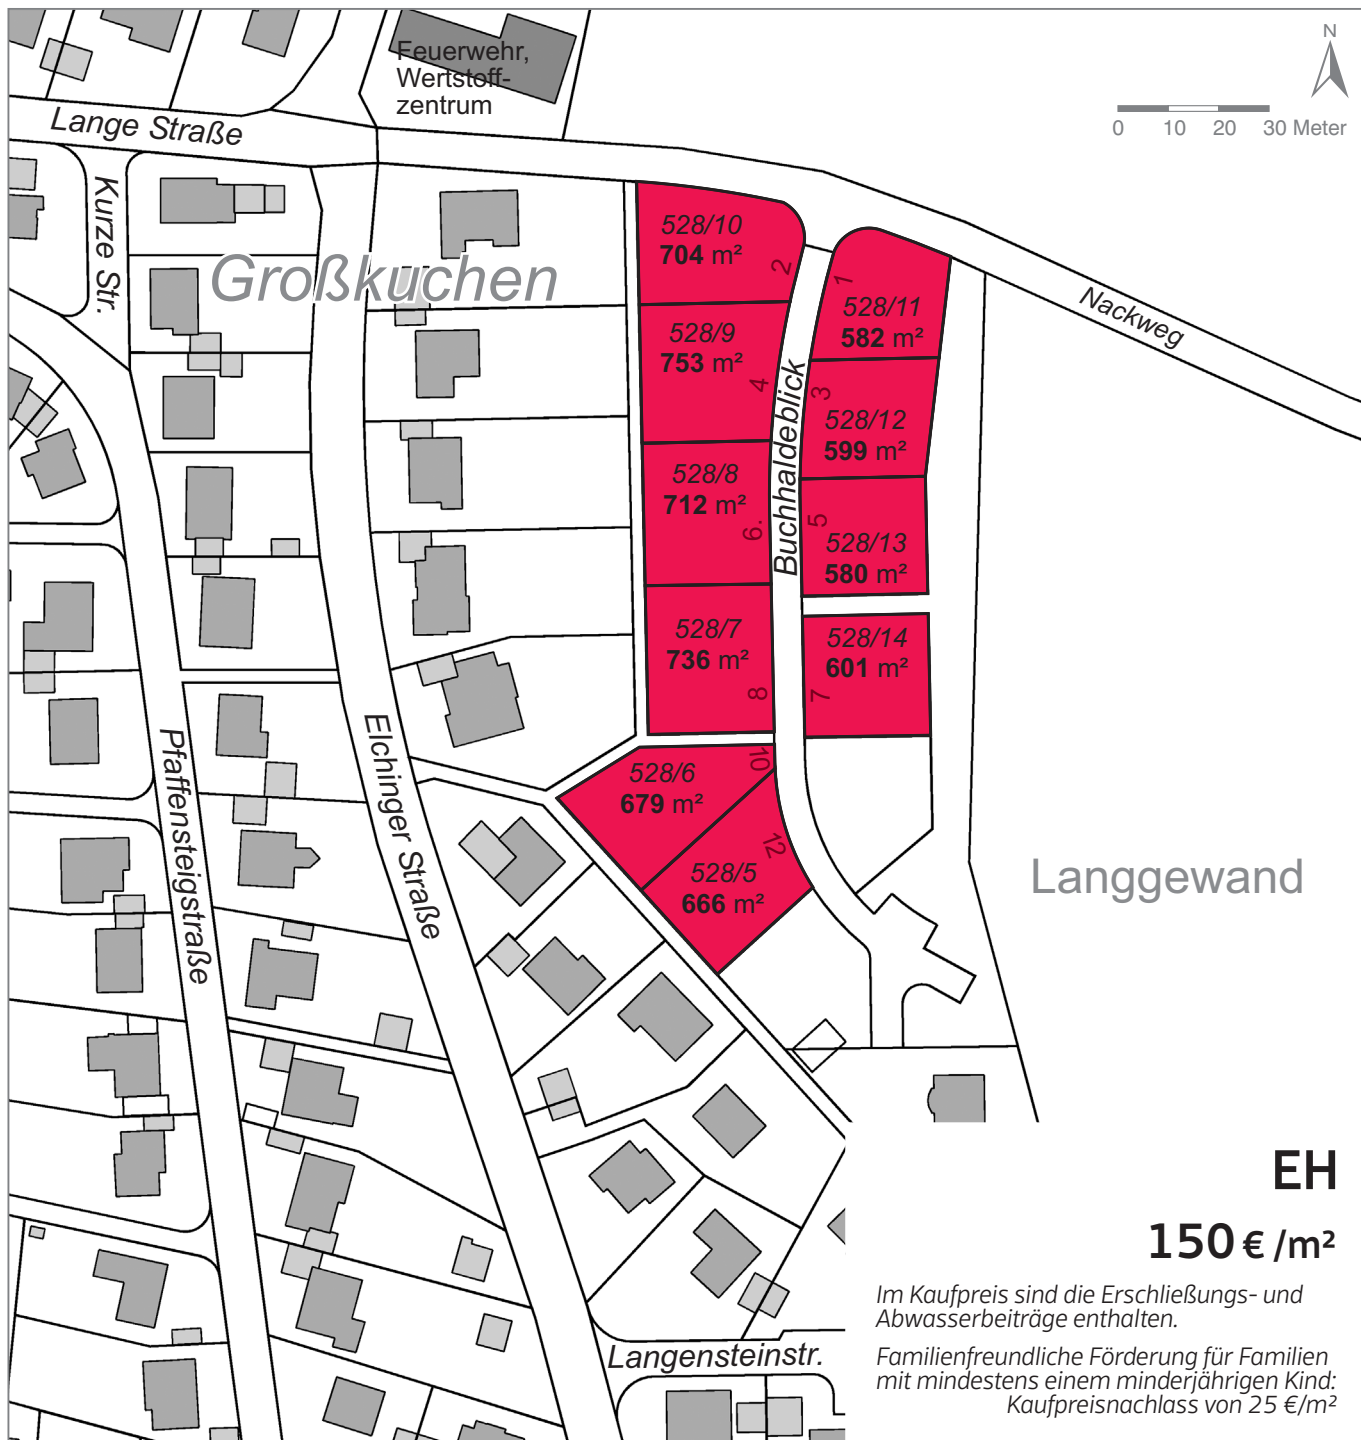 Feuerwehr,
Wertstoff-
zentrum
N
0 10 20 30 Meter
Lange Straße
Kurze Str.
Großkuchen
Nackweg
528/10
704 m²
2
528/9
753 m²
4
528/8
712 m²
6.
528/7
736 m²
8
528/6
679 m²
10
528/5
666 m²
12
Buchhaldeblick
1
528/11
582 m²
3
528/12
599 m²
5
528/13
580 m²
528/14
601 m²
7
Pfaffensteigstraße
Elchinger Straße
Langgewand
Langensteinstr.
EH
150 € /m²
Im Kaufpreis sind die Erschließungs- und
Abwasserbeiträge enthalten.
Familienfreundliche Förderung für Familien
mit mindestens einem minderjährigen Kind:
Kaufpreisnachlass von 25 €/m²